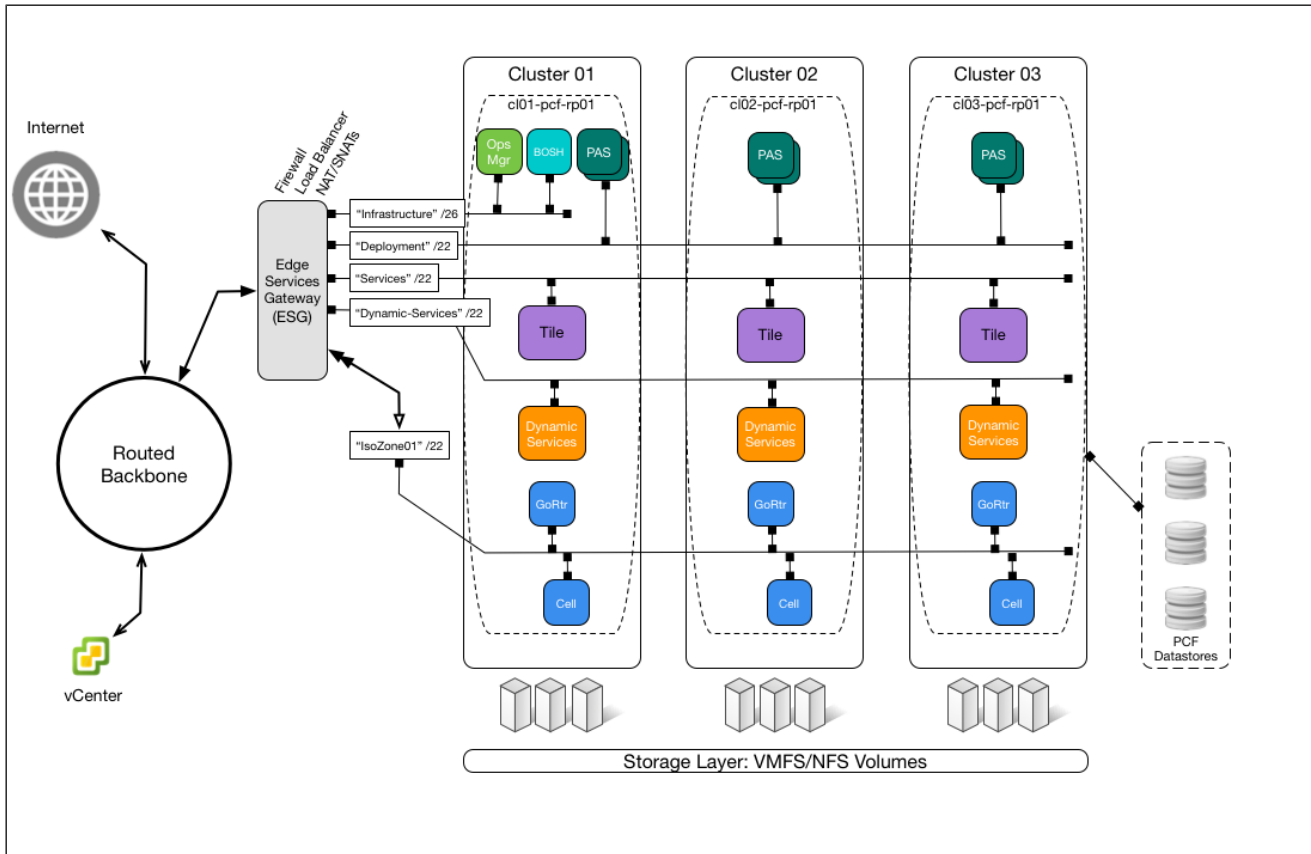 Internet
Firewall
Load Balancer
NAT/SNATs
Edge
Services
Gateway
(ESG)
Routed
Backbone
vCenter
"Infrastructure" /26
"Deployment" /22
"Services" /22
"Dynamic-Services" /22
"IsoZone01" /22
Cluster 01
cl01-pcf-rp01
Ops
Mgr
BOSH
PAS
Tile
Dynamic
Services
GoRtr
Cell
Cluster 02
cl02-pcf-rp01
PAS
Tile
Dynamic
Services
GoRtr
Cell
Cluster 03
cl03-pcf-rp01
PAS
Tile
Dynamic
Services
GoRtr
Cell
PCF
Datastores
Storage Layer: VMFS/NFS Volumes